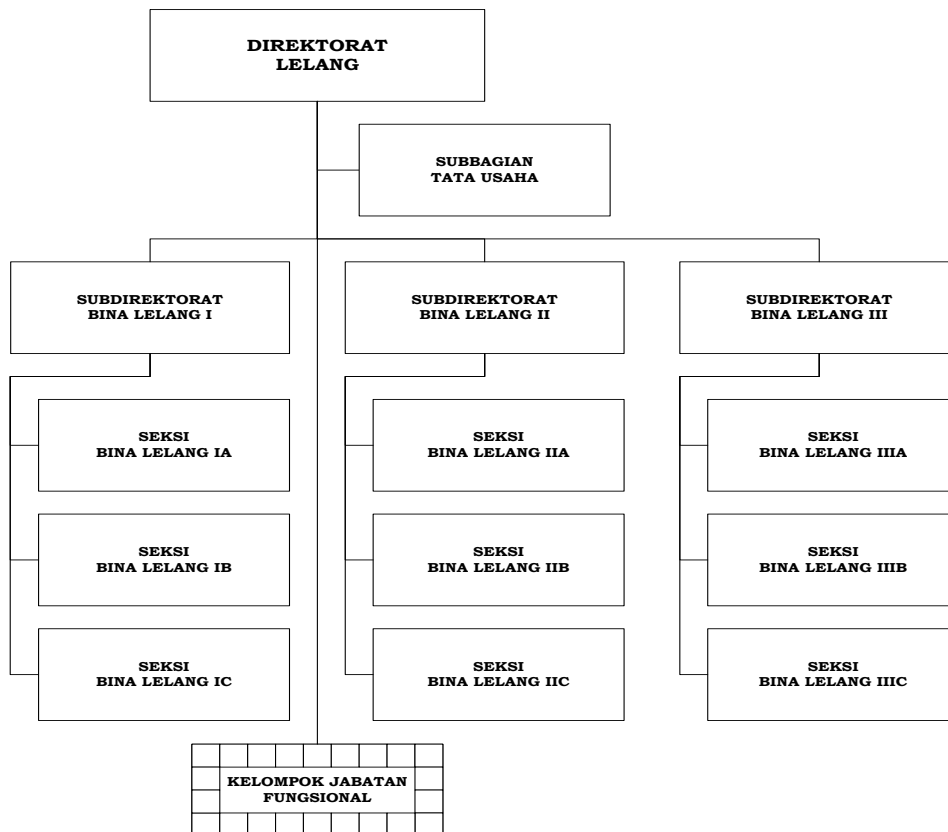 DIREKTORAT
LELANG
SUBBAGIAN
TATA USAHA
SUBDIREKTORAT
BINA LELANG I
SUBDIREKTORAT
BINA LELANG II
SUBDIREKTORAT
BINA LELANG III
SEKSI
BINA LELANG IA
SEKSI
BINA LELANG IIA
SEKSI
BINA LELANG IIIA
SEKSI
BINA LELANG IB
SEKSI
BINA LELANG IIB
SEKSI
BINA LELANG IIIB
SEKSI
BINA LELANG IC
SEKSI
BINA LELANG IIC
SEKSI
BINA LELANG IIIC
KELOMPOK JABATAN
FUNGSIONAL